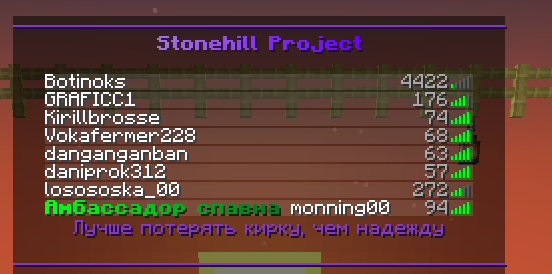 Stonehill Project
Botinoks 4422
GRAFICC1 176
Kirillbrosse 74
Vokafermer228 68
danganganban 63
daniprok312 57
losososka_00 272
Амбассадор спавна monning00 94
Лучше потерять кирку, чем надежду